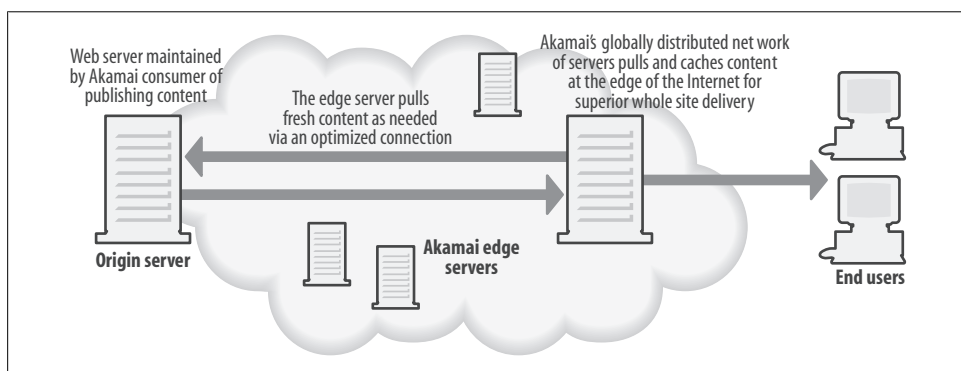 Web server maintained
by Akamai consumer of
publishing content
The edge server pulls
fresh content as needed
via an optimized connection
Akamai's globally distributed net work
of servers pulls and caches content
at the edge of the Internet for
superior whole site delivery
Origin server
Akamai edge
servers
End users